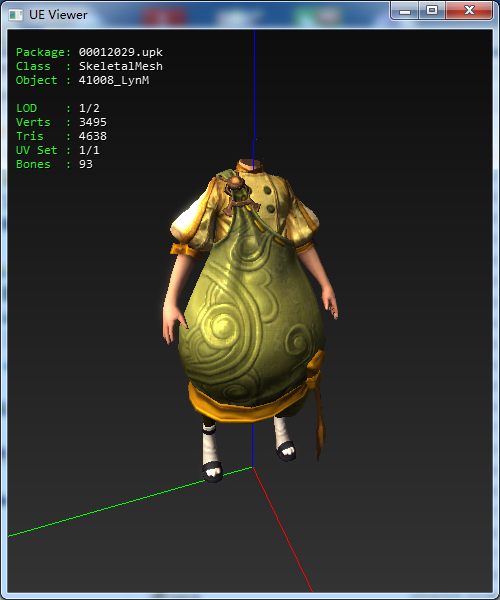 UE Viewer
Package: 00012029.upk
Class : SkeletalMesh
Object : 41008_LynM
LOD : 1/2
Verts : 3495
Tris : 4638
UV Set : 1/1
Bones : 93